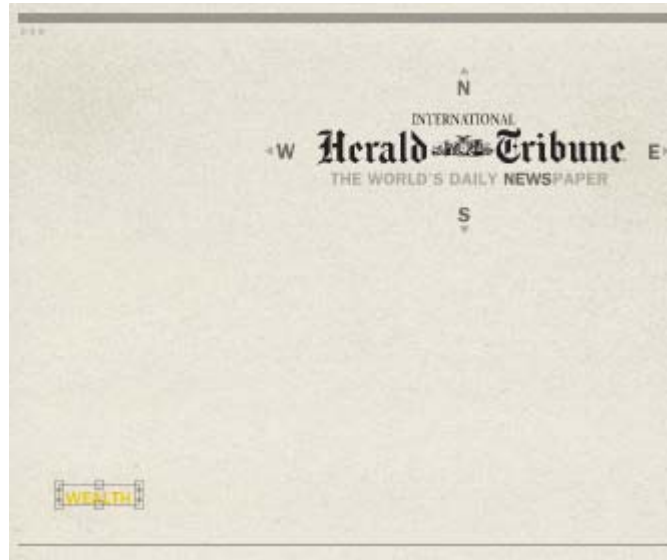 N
INTERNATIONAL
W Herald Tribune E
THE WORLD'S DAILY NEWSPAPER
S
WEALTH